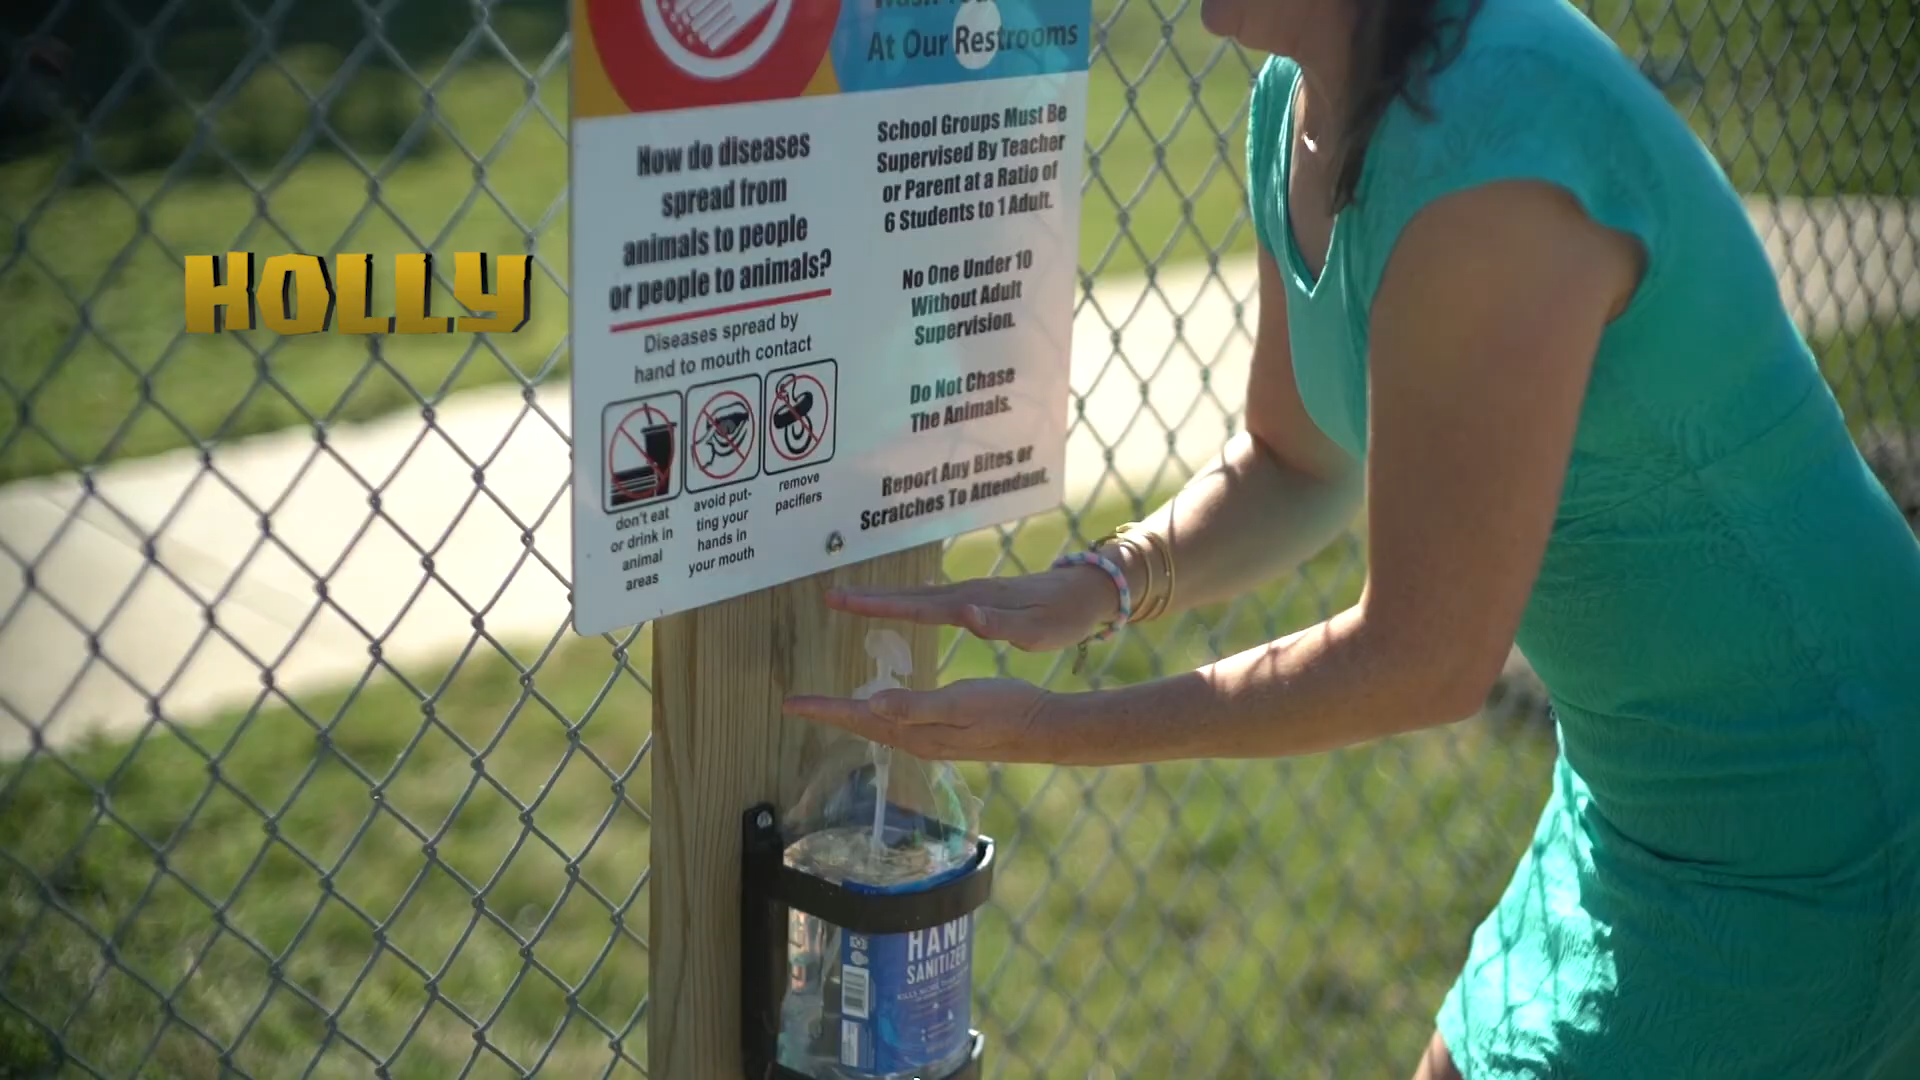 At Our Restrooms
HOLLY
How do diseases
spread from
animals to people
or people to animals?
Diseases spread by
hand to mouth contact
don't eat
or drink in
animal
areas
avoid put-
ting your
hands in
your mouth
remove
pacifiers
School Groups Must Be
Supervised By Teacher
or Parent at a Ratio of
6 Students to 1 Adult.
No One Under 10
Without Adult
Supervision.
Do Not Chase
The Animals.
Report Any Bites or
Scratches To Attendant.
HAND
SANITIZER